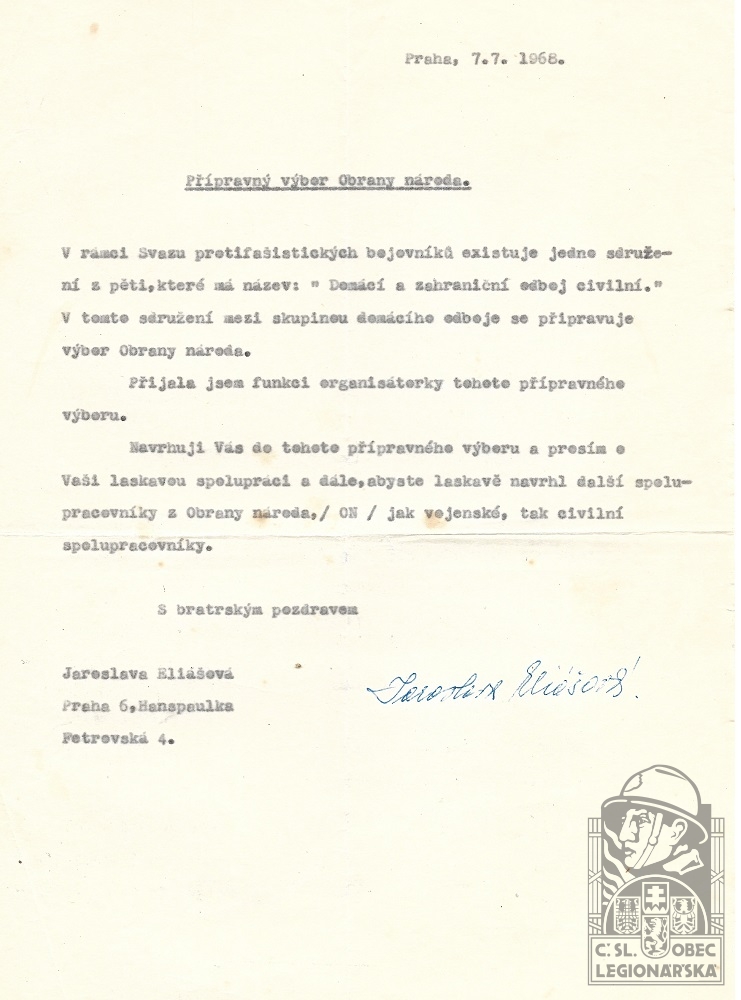 Praha, 7.7. 1968.
Přípravný výbor Obrany národa.
V rámci Svazu protifašistických bojovníků existuje jedno sdruže-
ní z pěti,které má název: " Domácí a zahraniční odboj civilní."
V tomto sdružení mezi skupinou domácího odboje se připravuje
výbor Obrany národa.
Přijala jsem funkci organisátorky tohoto přípravného
výboru.
Navrhuji Vás do tohoto přípravného výboru a prosím o
Vaši laskavou spolupráci a dále,abyste laskavě navrhl další spolu-
pracovníky z Obrany národa,/ ON / jak vojenské, tak civilní
spolupracovníky.
S bratrským pozdravem
Jaroslava Eliášová
Praha 6,Hanspaulka
Fetrovská 4.
Jaroslava Eliášová.
Č.SL. OBEC
LEGIONÁŘSKÁ